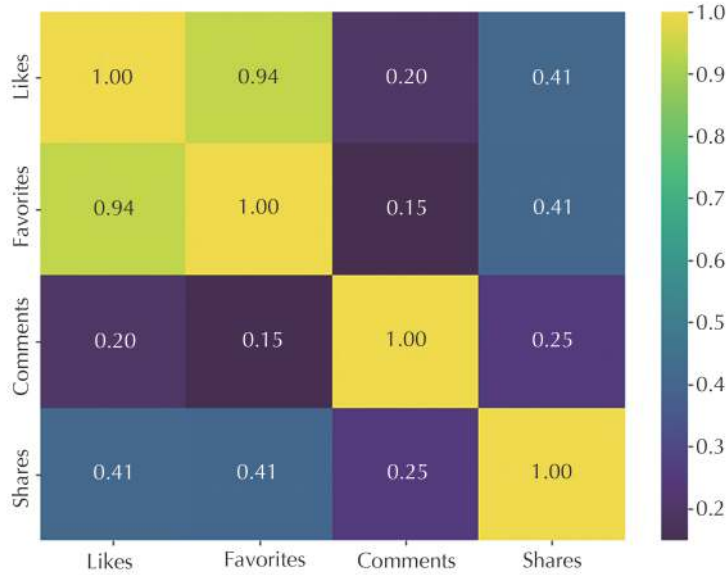 Likes 1.00 0.94 0.20 0.41
Favorites 0.94 1.00 0.15 0.41
Comments 0.20 0.15 1.00 0.25
Shares 0.41 0.41 0.25 1.00
Likes Favorites Comments Shares
1.0
0.9
0.8
0.7
0.6
0.5
0.4
0.3
0.2